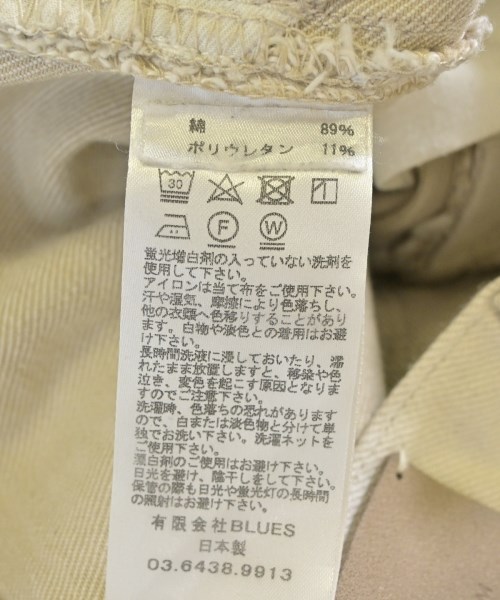 綿 89%
ポリウレタン 11%
30
F W
蛍光増白剤の入っていない洗剤を
使用して下さい。
アイロンは当て布をご使用下さい。
汗や湿気、摩擦により色落ちし、
他の衣類へ色移りすることがあり
ます。白物や淡色との着用はお避
け下さい。
長時間洗液に浸しておいたり、濡
れたまま放置しますと、移染や色
泣き、変色を起こす原因となりま
すのでご注意下さい。
洗濯時、色落ちの恐れがあります
ので、白または淡色物と分けて単
独でお洗い下さい。洗濯ネットを
ご使用下さい。
漂白剤のご使用はお避け下さい。
日光を避け、陰干しをして下さい。
保管の際も日光や蛍光灯の長時間
の照射はお避け下さい。
有限会社BLUES
日本製
03.6438.9913